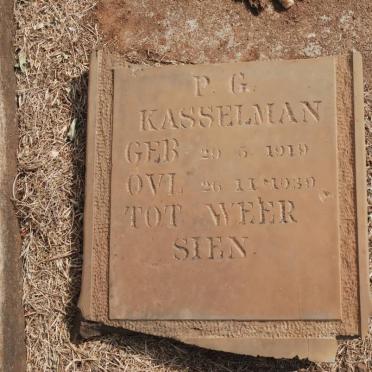 P. G.
KASSELMAN
GEB 29 5 1919
OVL 26 11 1939
TOT WEER
SIEN